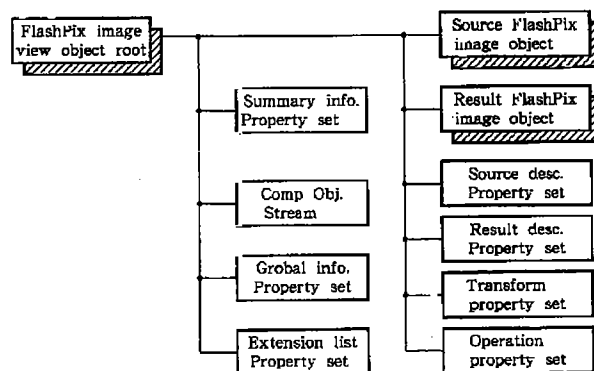 FlashPix image
view object root
Source FlashPix
image object
Summary info.
Property set
Result FlashPix
image object
Comp Obj.
Stream
Source desc.
Property set
Result desc.
Property set
Grobal info.
Property set
Transform
property set
Extension list
Property set
Operation
property set